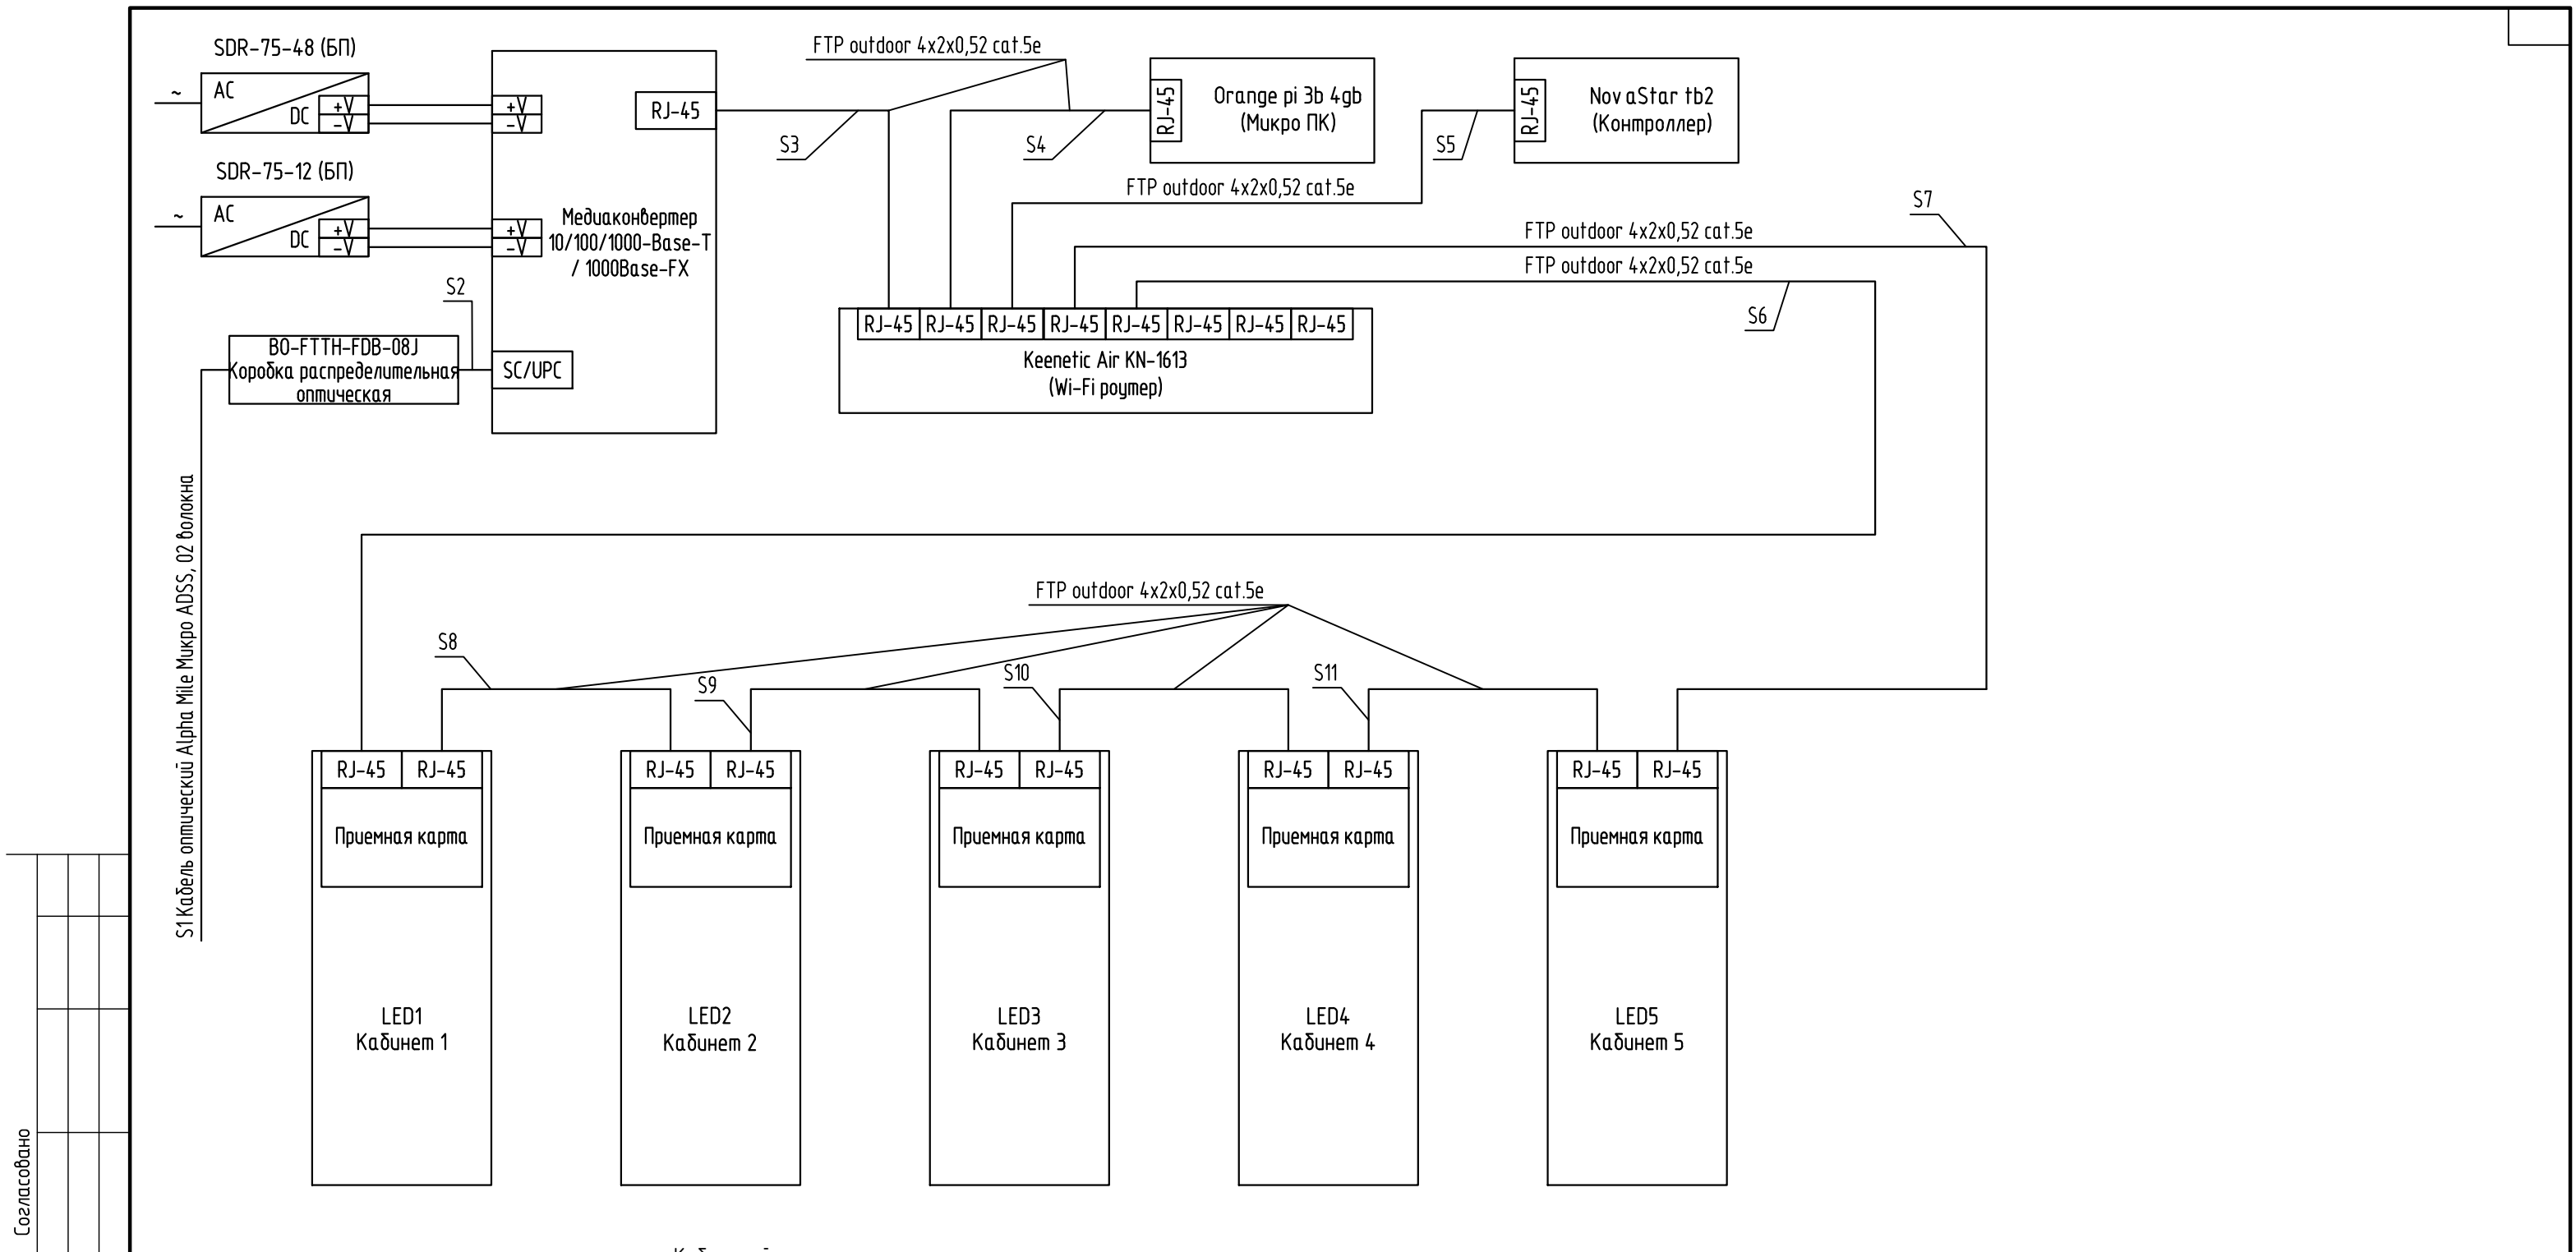 SDR-75-48 (БП)
~
AC
DC
+V
-V
+V
-V
SDR-75-12 (БП)
~
AC
DC
+V
-V
+V
-V
RJ-45
Медиаконвертер
10/100/1000-Base-T
/ 1000Base-FX
S2
BO-FTTH-FDB-08J
Коробка распределительная
оптическая
SC/UPC
FTP outdoor 4x2x0,52 cat.5e
S3
S4
RJ-45
Orange pi 3b 4gb
(Микро ПК)
S5
RJ-45
NovaStar tb2
(Контроллер)
FTP outdoor 4x2x0,52 cat.5e
S7
FTP outdoor 4x2x0,52 cat.5e
FTP outdoor 4x2x0,52 cat.5e
S6
RJ-45 RJ-45 RJ-45 RJ-45 RJ-45 RJ-45 RJ-45 RJ-45
Keenetic Air KN-1613
(Wi-Fi роутер)
S1 Кабель оптический Alpha Mile Микро ADSS, 02 волокна
FTP outdoor 4x2x0,52 cat.5e
S8
S9
S10
S11
RJ-45 RJ-45
Приемная карта
LED1
Кабинет 1
RJ-45 RJ-45
Приемная карта
LED2
Кабинет 2
RJ-45 RJ-45
Приемная карта
LED3
Кабинет 3
RJ-45 RJ-45
Приемная карта
LED4
Кабинет 4
RJ-45 RJ-45
Приемная карта
LED5
Кабинет 5
Согласовано